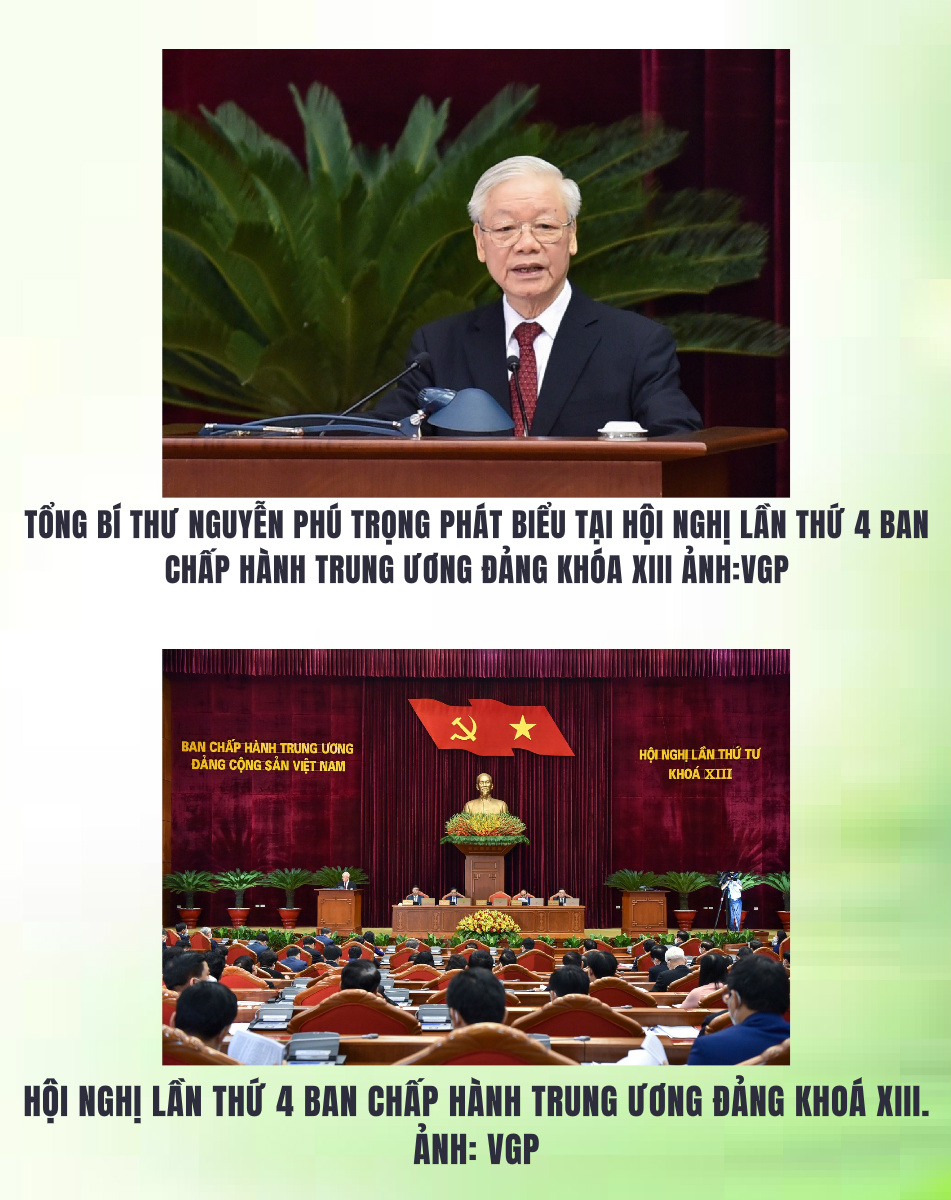 TỔNG BÍ THƯ NGUYỄN PHÚ TRỌNG PHÁT BIỂU TẠI HỘI NGHỊ LẦN THỨ 4 BAN
CHẤP HÀNH TRUNG ƯƠNG ĐẢNG KHÓA XIII ẢNH:VGP
BAN CHẤP HÀNH TRUNG ƯƠNG
ĐẢNG CỘNG SẢN VIỆT NAM
HỘI NGHỊ LẦN THỨ TƯ
KHOÁ XIII
HỘI NGHỊ LẦN THỨ 4 BAN CHẤP HÀNH TRUNG ƯƠNG ĐẢNG KHOÁ XIII.
ẢNH: VGP